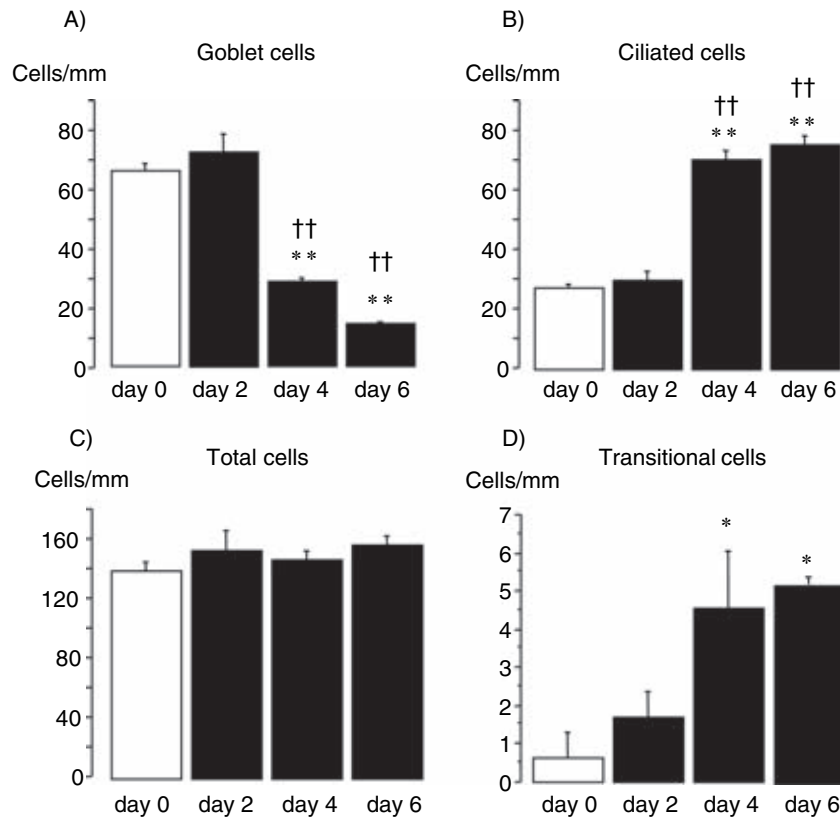 A)
Goblet cells
Cells/mm
80
60
40
20
0
††
**
††
**
day 0 day 2 day 4 day 6
B)
Ciliated cells
Cells/mm
80
60
40
20
0
††
**
††
**
day 0 day 2 day 4 day 6
C)
Total cells
Cells/mm
160
120
80
40
0
day 0 day 2 day 4 day 6
D)
Transitional cells
Cells/mm
7
6
5
4
3
2
1
0
*
*
day 0 day 2 day 4 day 6